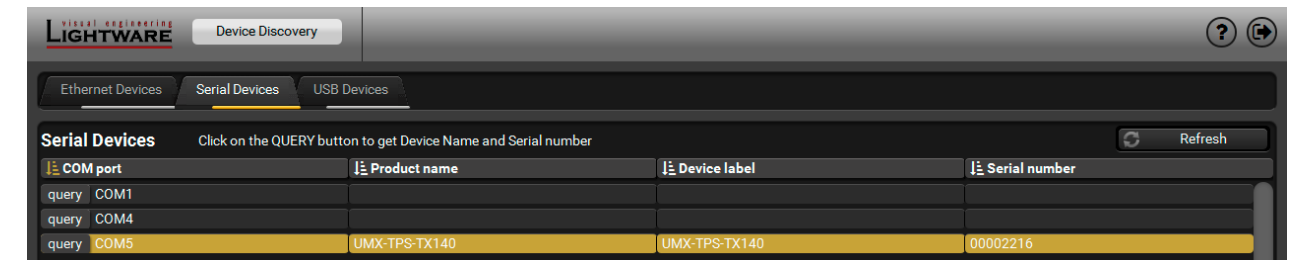 visual engineering
LIGHTWARE
Device Discovery
?
Ethernet Devices Serial Devices USB Devices
Serial Devices Click on the QUERY button to get Device Name and Serial number Refresh
COM port Product name Device label Serial number
query COM1
query COM4
query COM5 UMX-TPS-TX140 UMX-TPS-TX140 00002216